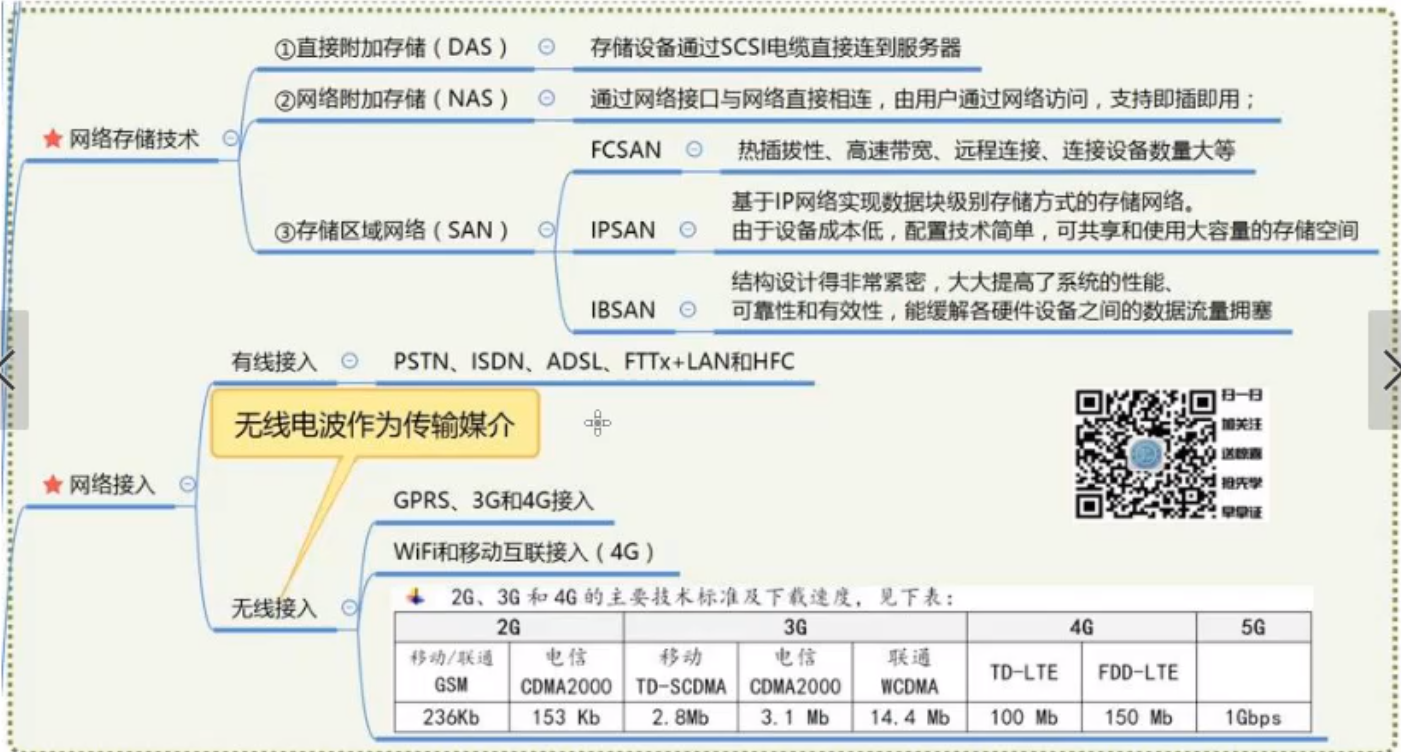 ①直接附加存储（DAS）
存储设备通过SCSI电缆直接连到服务器
②网络附加存储（NAS）
通过网络接口与网络直接相连，由用户通过网络访问，支持即插即用；
网络存储技术
FCSAN
热插拔性、高速带宽、远程连接、连接设备数量大等
③存储区域网络（SAN）
IPSAN
基于IP网络实现数据块级别存储方式的存储网络。
由于设备成本低，配置技术简单，可共享和使用大容量的存储空间
IBSAN
结构设计得非常紧密，大大提高了系统的性能、
可靠性和有效性，能缓解各硬件设备之间的数据流量拥塞
有线接入
PSTN、ISDN、ADSL、FTTx+LAN和HFC
无线电波作为传输媒介
扫一扫
加关注
送惊喜
抢先学
早拿证
网络接入
GPRS、3G和4G接入
WiFi和移动互联接入（4G）
无线接入
2G、3G和4G的主要技术标准及下载速度，见下表：
2G 3G 4G 5G
移动/联通 电信 移动 电信 联通
GSM CDMA2000 TD-SCDMA CDMA2000 WCDMA TD-LTE FDD-LTE
236Kb 153 Kb 2.8Mb 3.1 Mb 14.4 Mb 100 Mb 150 Mb 1Gbps